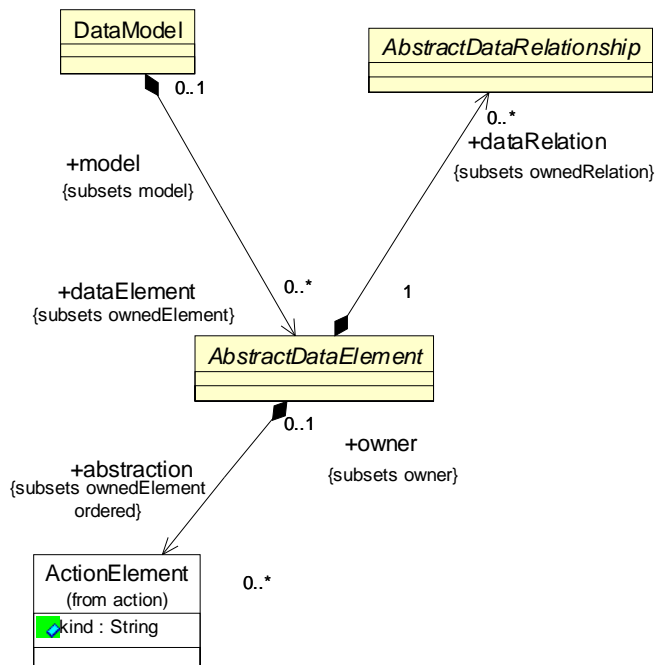 DataModel
AbstractDataRelationship
0..1
0..*
+dataRelation
{subsets ownedRelation}
+model
{subsets model}
+dataElement
{subsets ownedElement}
0..*
1
AbstractDataElement
0..1
+owner
{subsets owner}
+abstraction
{subsets ownedElement
ordered}
ActionElement
(from action)
kind : String
0..*